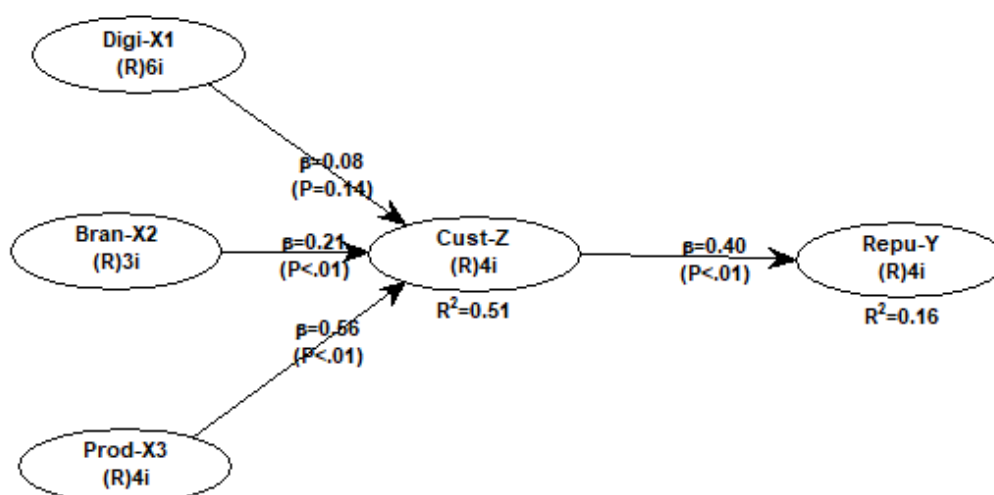 Digi-X1
(R)6i
β=0.08
(P=0.14)
Bran-X2
(R)3i
β=0.21
(P<.01)
Cust-Z
(R)4i
R²=0.51
β=0.40
(P<.01)
Repu-Y
(R)4i
R²=0.16
β=0.56
(P<.01)
Prod-X3
(R)4i